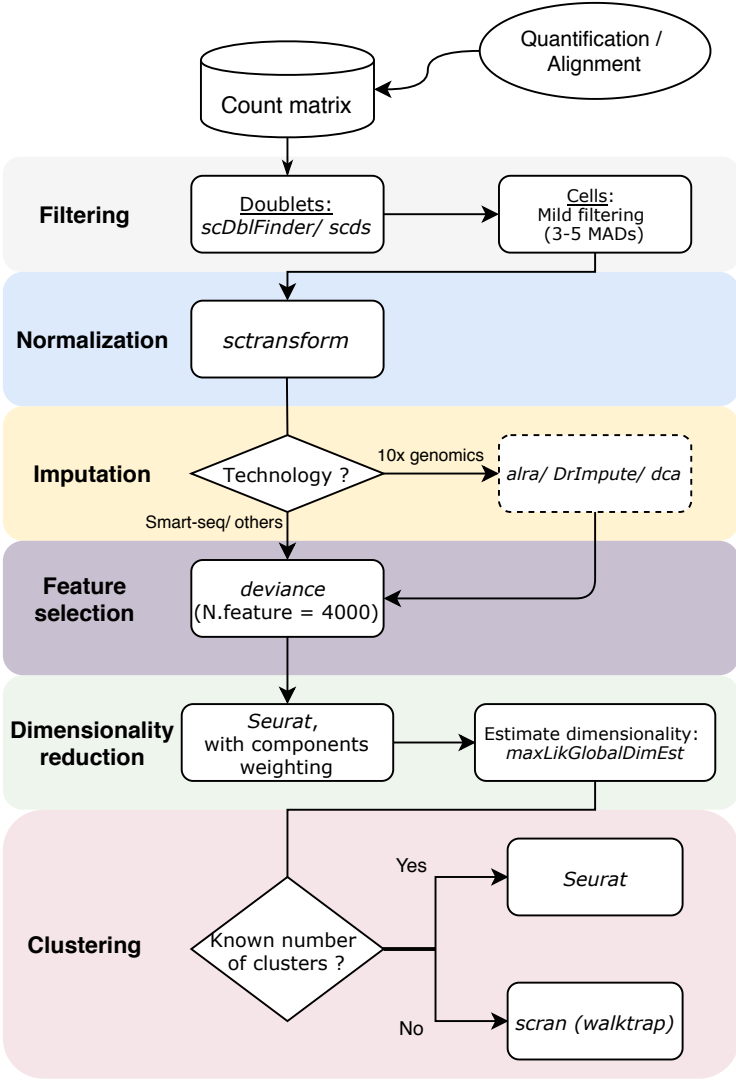 Quantification /
Alignment
Count matrix
Filtering
Doublets:
scDblFinder/ scds
Cells:
Mild filtering
(3-5 MADs)
Normalization
sctransform
Imputation
Technology ?
10x genomics
alra/ DrImpute/ dca
Smart-seq/ others
Feature
selection
deviance
(N.feature = 4000)
Dimensionality
reduction
Seurat,
with components
weighting
Estimate dimensionality:
maxLikGlobalDimEst
Clustering
Known number
of clusters ?
Yes
Seurat
No
scran (walktrap)